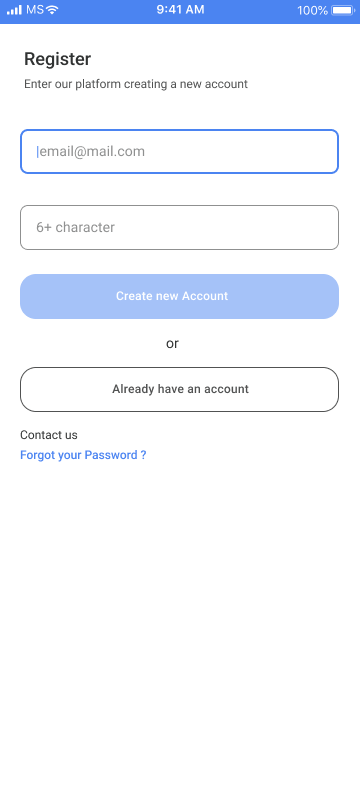 MS 9:41 AM 100%
Register
Enter our platform creating a new account
email@mail.com
6+ character
Create new Account
or
Already have an account
Contact us
Forgot your Password ?